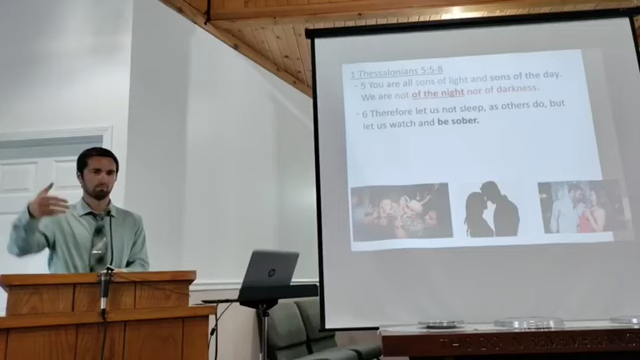 1 Thessalonians 5:5-8
- 5 You are all sons of light and sons of the day.
We are not of the night nor of darkness.
- 6 Therefore let us not sleep, as others do, but
let us watch and be sober.
hp
REMEMBRANCE